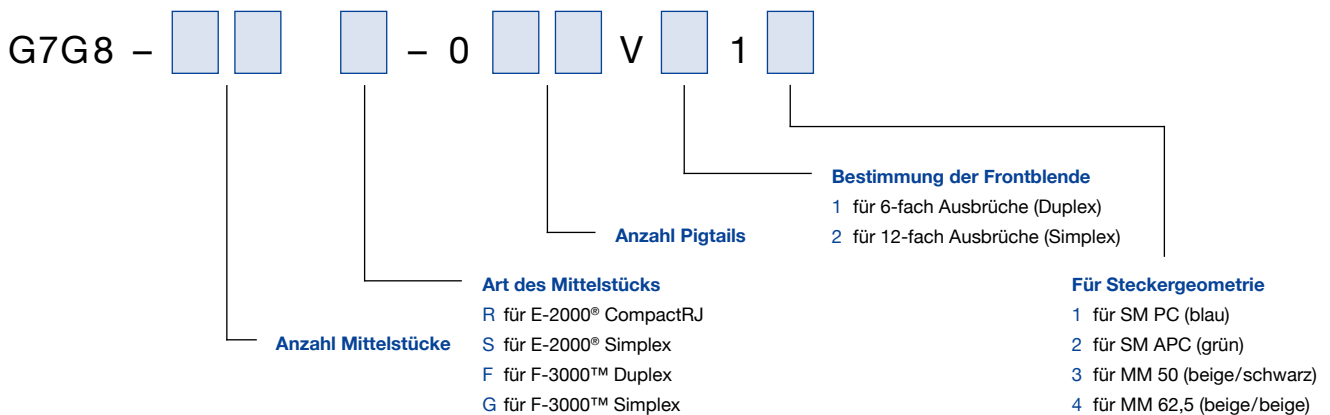 G7G8 – – 0 V 1
Bestimmung der Frontblende
1 für 6-fach Ausbrüche (Duplex)
2 für 12-fach Ausbrüche (Simplex)
Anzahl Pigtails
Art des Mittelstücks
R für E-2000® CompactRJ
S für E-2000® Simplex
F für F-3000™ Duplex
G für F-3000™ Simplex
Anzahl Mittelstücke
Für Steckergeometrie
1 für SM PC (blau)
2 für SM APC (grün)
3 für MM 50 (beige/schwarz)
4 für MM 62,5 (beige/beige)